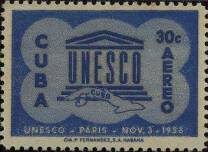 30c
CUBA
UNESCO
AEREO
CUBA
UNESCO - PARIS - NOV. 3 - 1958
CIA. P. FERNANDEZ, S.A. HABANA